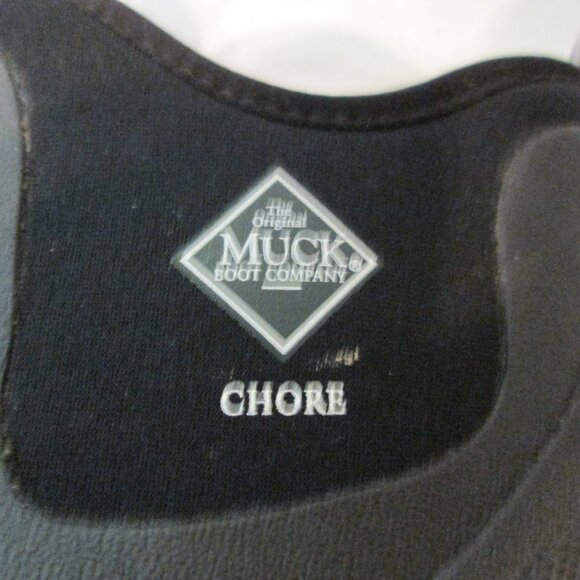 The
Original
MUCK®
BOOT COMPANY
CHORE